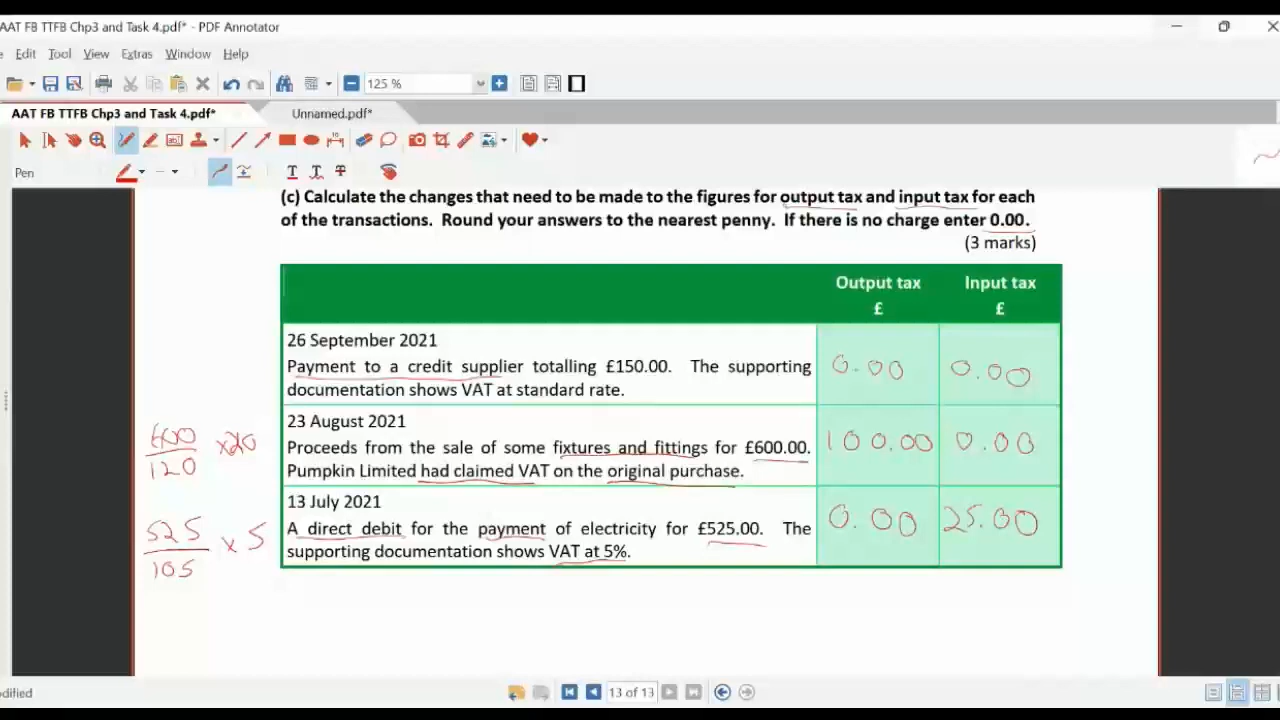 AAT FB TTFB Chp3 and Task 4.pdf* - PDF Annotator
Edit Tool View Extras Window Help
125 %
AAT FB TTFB Chp3 and Task 4.pdf* Unnamed.pdf*
Pen
(c) Calculate the changes that need to be made to the figures for output tax and input tax for each
of the transactions. Round your answers to the nearest penny. If there is no charge enter 0.00.
(3 marks)
Output tax Input tax
£ £
26 September 2021
Payment to a credit supplier totalling £150.00. The supporting
documentation shows VAT at standard rate.
0.00 0.00
23 August 2021
Proceeds from the sale of some fixtures and fittings for £600.00.
Pumpkin Limited had claimed VAT on the original purchase.
100.00 0.00
600
120
x20
13 July 2021
A direct debit for the payment of electricity for £525.00. The
supporting documentation shows VAT at 5%.
0.00 25.00
525
105
x 5
dified
13 of 13